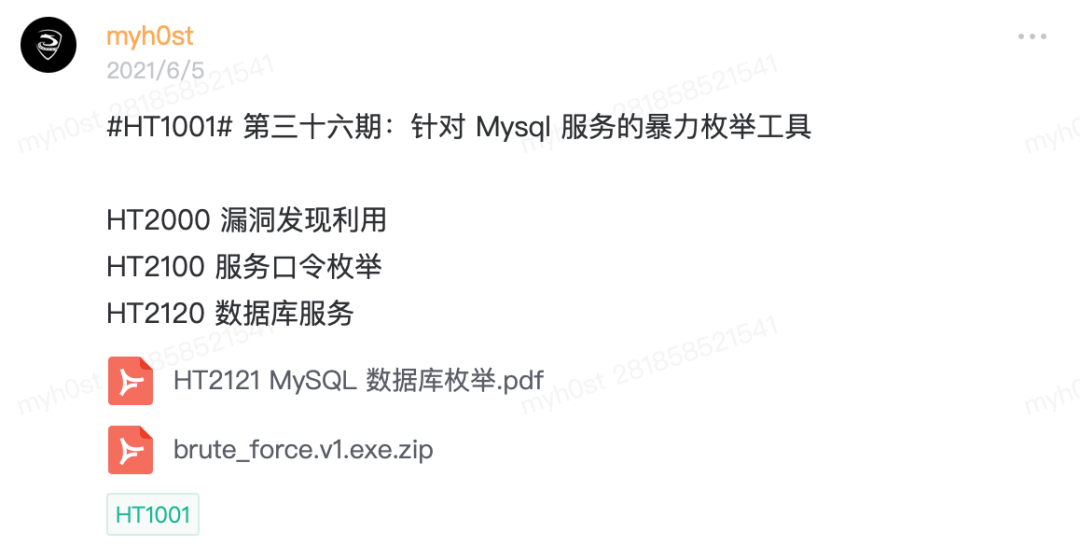 myh0st
2021/6/5
#HT1001# 第三十六期：针对 Mysql 服务的暴力枚举工具
HT2000 漏洞发现利用
HT2100 服务口令枚举
HT2120 数据库服务
HT2121 MySQL 数据库枚举.pdf
brute_force.v1.exe.zip
HT1001
myh0st 281858521541